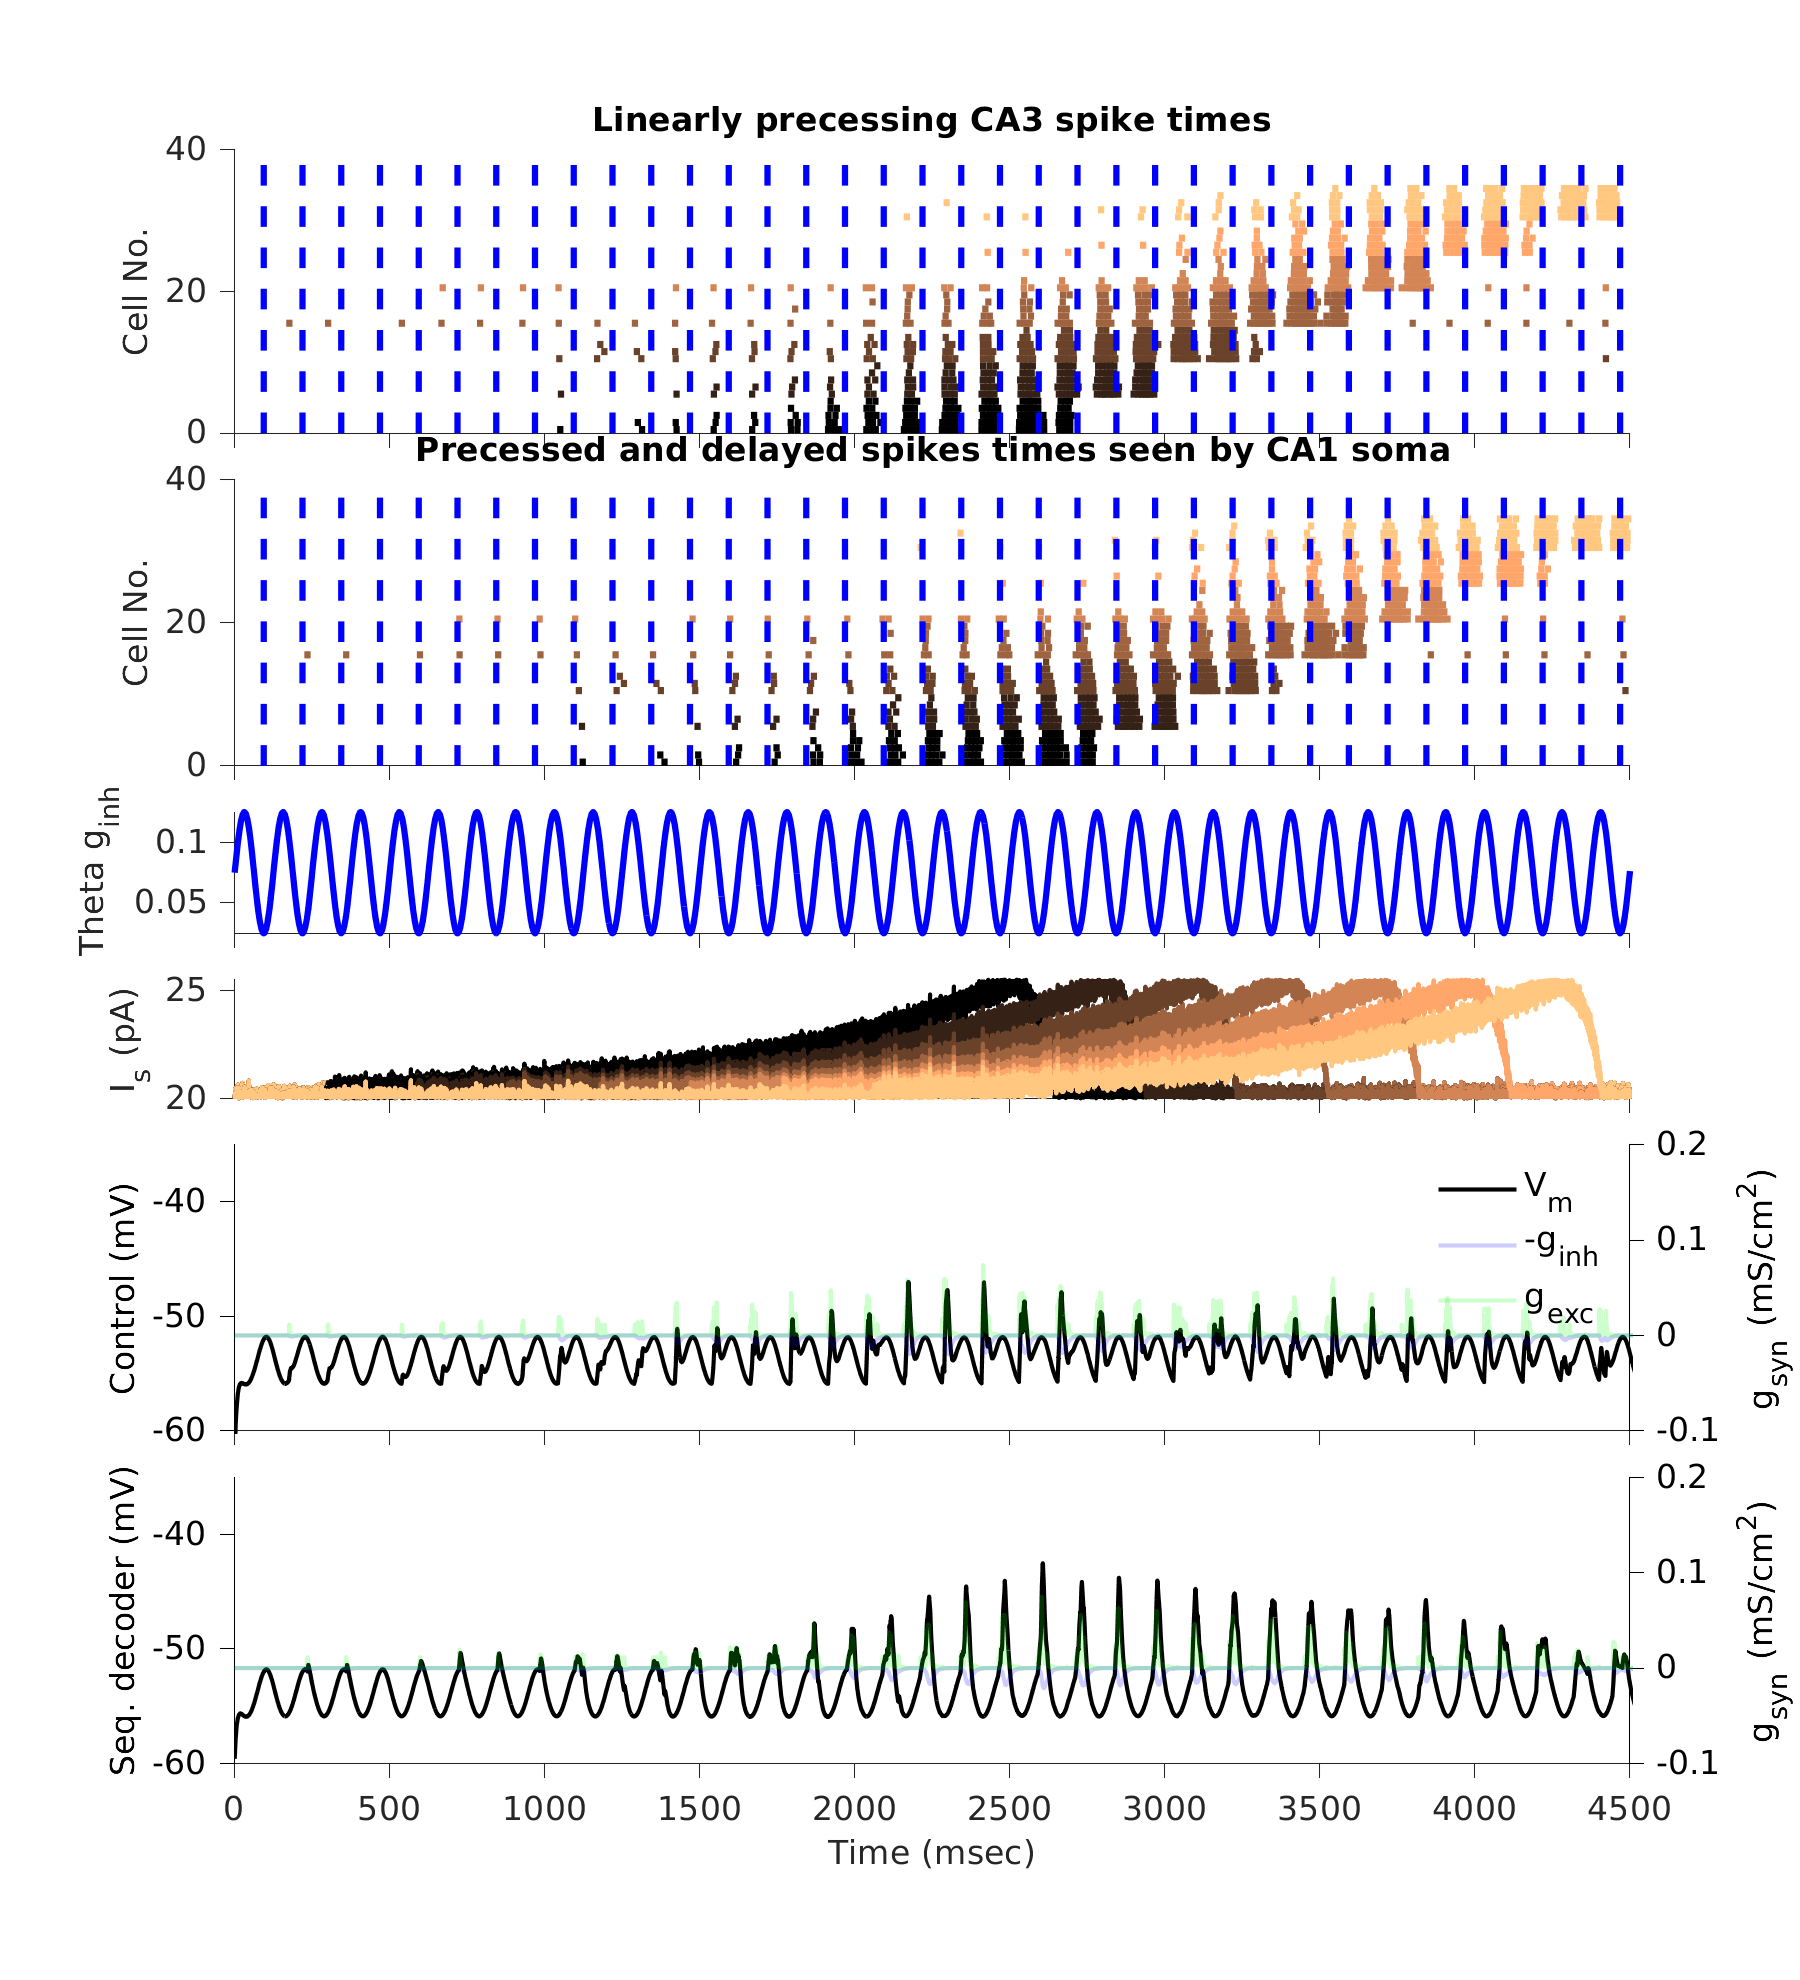 Linearly precessing CA3 spike times
40
20
0
Cell No.
Precessed and delayed spikes times seen by CA1 soma
40
20
0
Cell No.
0.1
0.05
Theta g_inh
25
20
I_s (pA)
-40
-50
-60
Control (mV)
V_m
-g_inh
g_exc
0.2
0.1
0
-0.1
g_syn (mS/cm^2)
-40
-50
-60
Seq. decoder (mV)
0.2
0.1
0
-0.1
g_syn (mS/cm^2)
0 500 1000 1500 2000 2500 3000 3500 4000 4500
Time (msec)